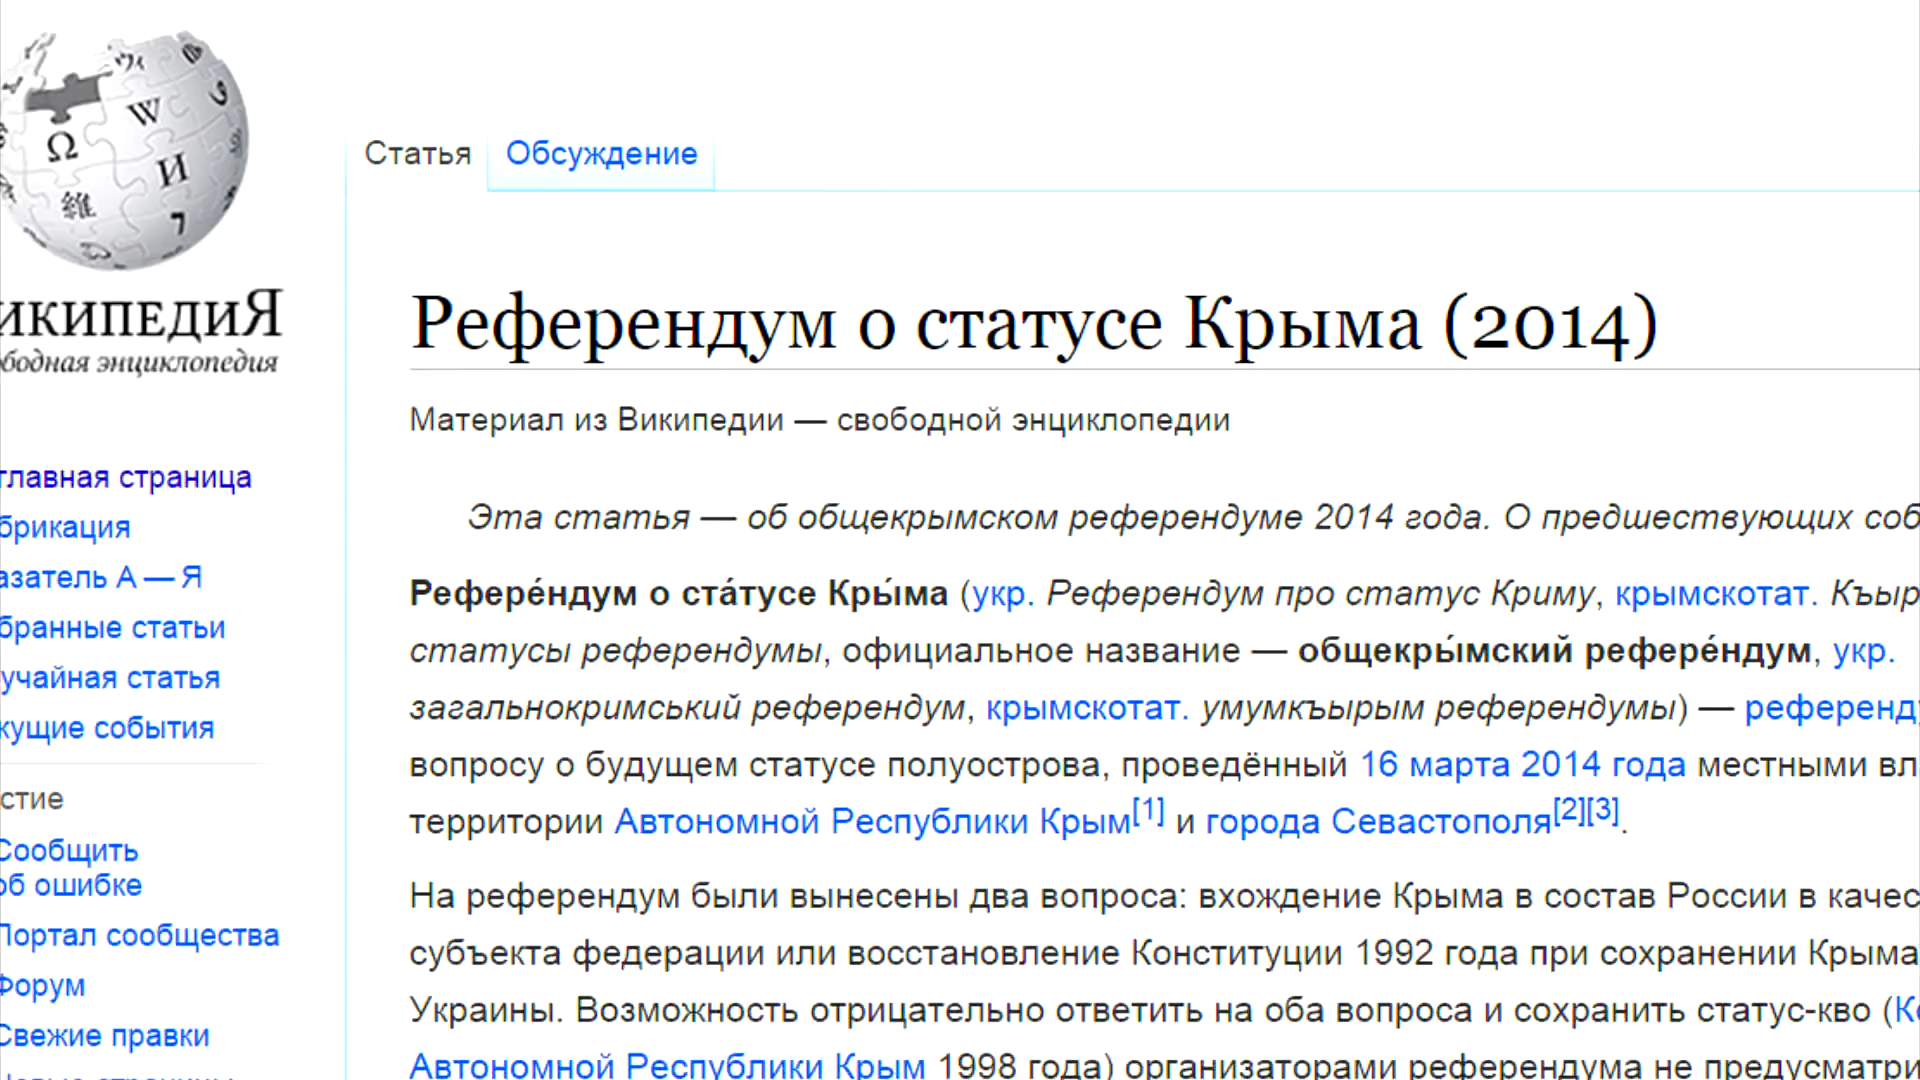 Ω W И 維 7
икипедиЯ
бодная энциклопедия
главная страница
брикация
азатель А — Я
бранные статьи
учайная статья
кущие события
стие
Сообщить
об ошибке
Портал сообщества
Форум
Свежие правки
Статья Обсуждение
Референдум о статусе Крыма (2014)
Материал из Википедии — свободной энциклопедии
Эта статья — об общекрымском референдуме 2014 года. О предшествующих соб
Рефере́ндум о ста́тусе Кры́ма (укр. Референдум про статус Криму, крымскотат. Къыр
статусы референдумы, официальное название — общекры́мский рефере́ндум, укр.
загальнокримський референдум, крымскотат. умумкъырым референдумы) — референду
вопросу о будущем статусе полуострова, проведённый 16 марта 2014 года местными вл
территории Автономной Республики Крым[1] и города Севастополя[2][3].
На референдум были вынесены два вопроса: вхождение Крыма в состав России в качес
субъекта федерации или восстановление Конституции 1992 года при сохранении Крыма
Украины. Возможность отрицательно ответить на оба вопроса и сохранить статус-кво (Ко
Автономной Республики Крым 1998 года) организаторами референдума не предусматри